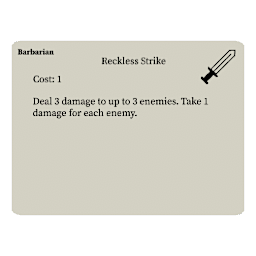 Barbarian
Reckless Strike
Cost: 1
Deal 3 damage to up to 3 enemies. Take 1
damage for each enemy.